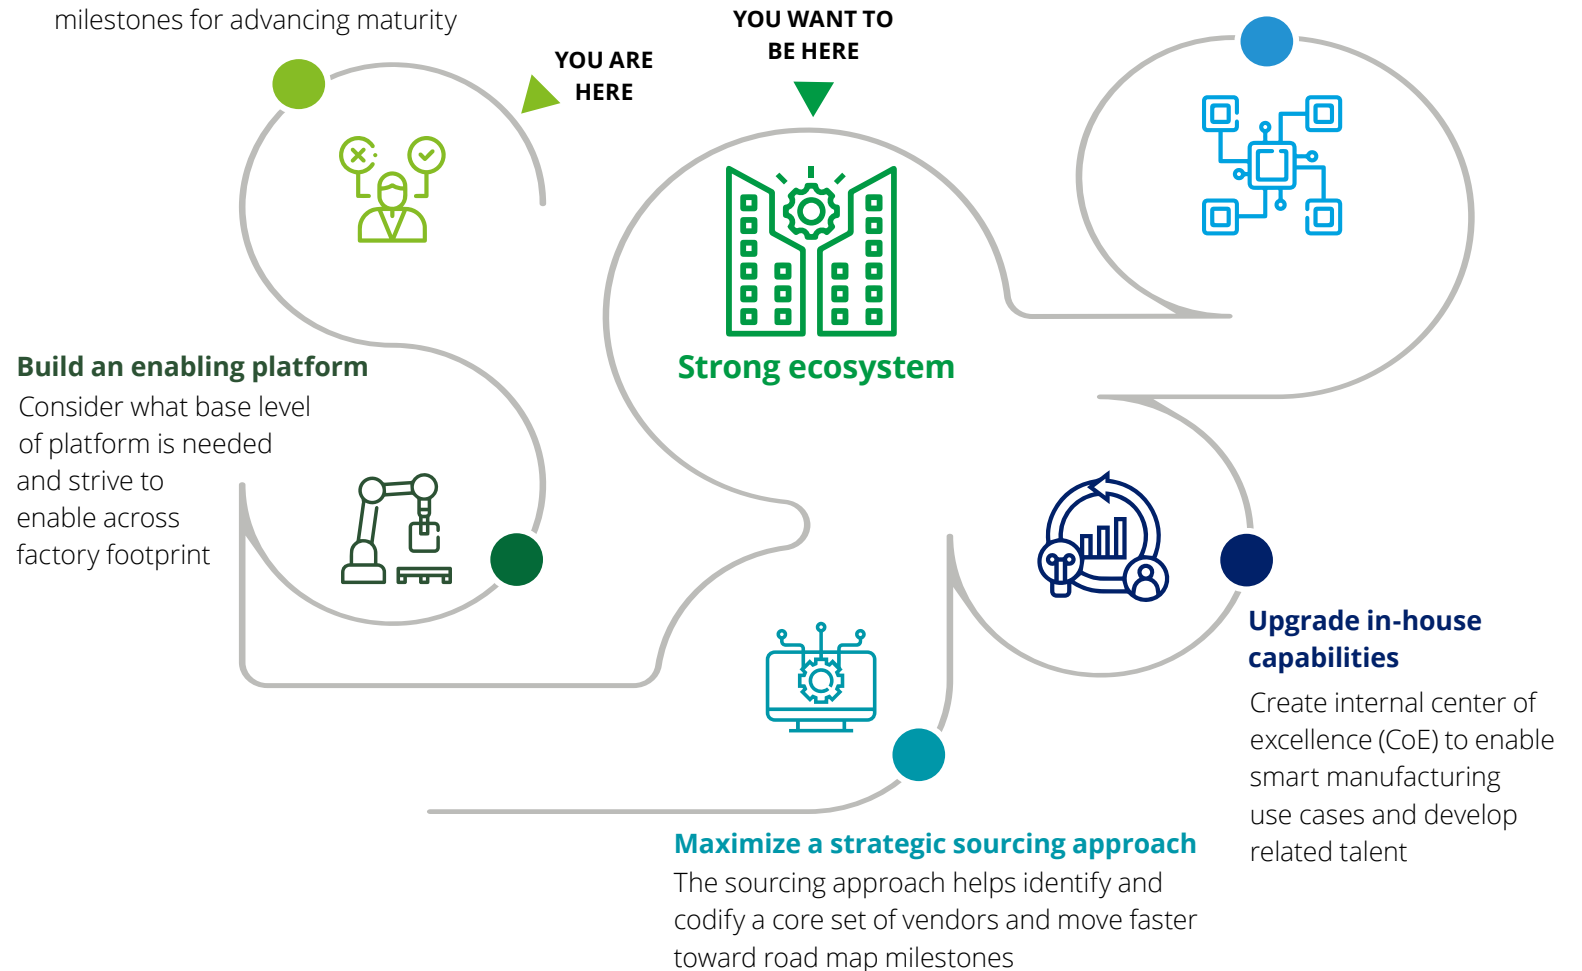 milestones for advancing maturity
YOU ARE
HERE
YOU WANT TO
BE HERE
Strong ecosystem
Build an enabling platform
Consider what base level
of platform is needed
and strive to
enable across
factory footprint
Upgrade in-house
capabilities
Create internal center of
excellence (CoE) to enable
smart manufacturing
use cases and develop
related talent
Maximize a strategic sourcing approach
The sourcing approach helps identify and
codify a core set of vendors and move faster
toward road map milestones